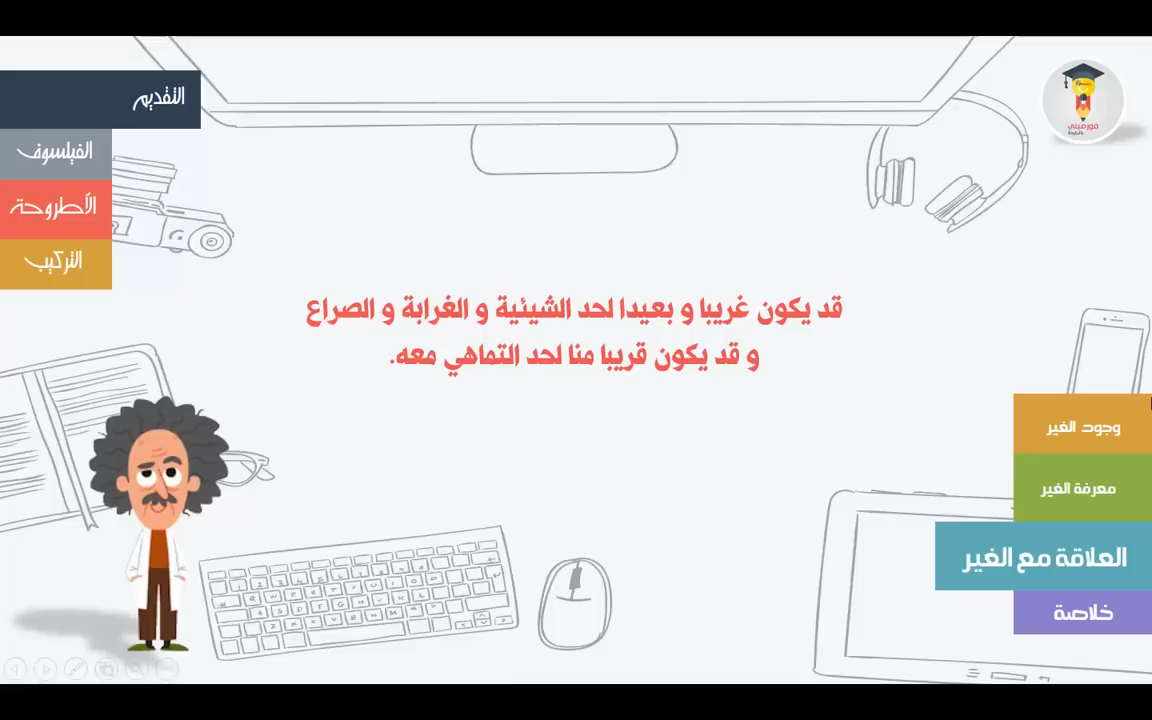 التقديم
الفيلسوف
الأطروحة
التركيب
قد يكون غريبا و بعيدا لحد الشيئية و الغرابة و الصراع
و قد يكون قريبا منا لحد التماهي معه.
وجود الغير
معرفة الغير
العلاقة مع الغير
خلاصة